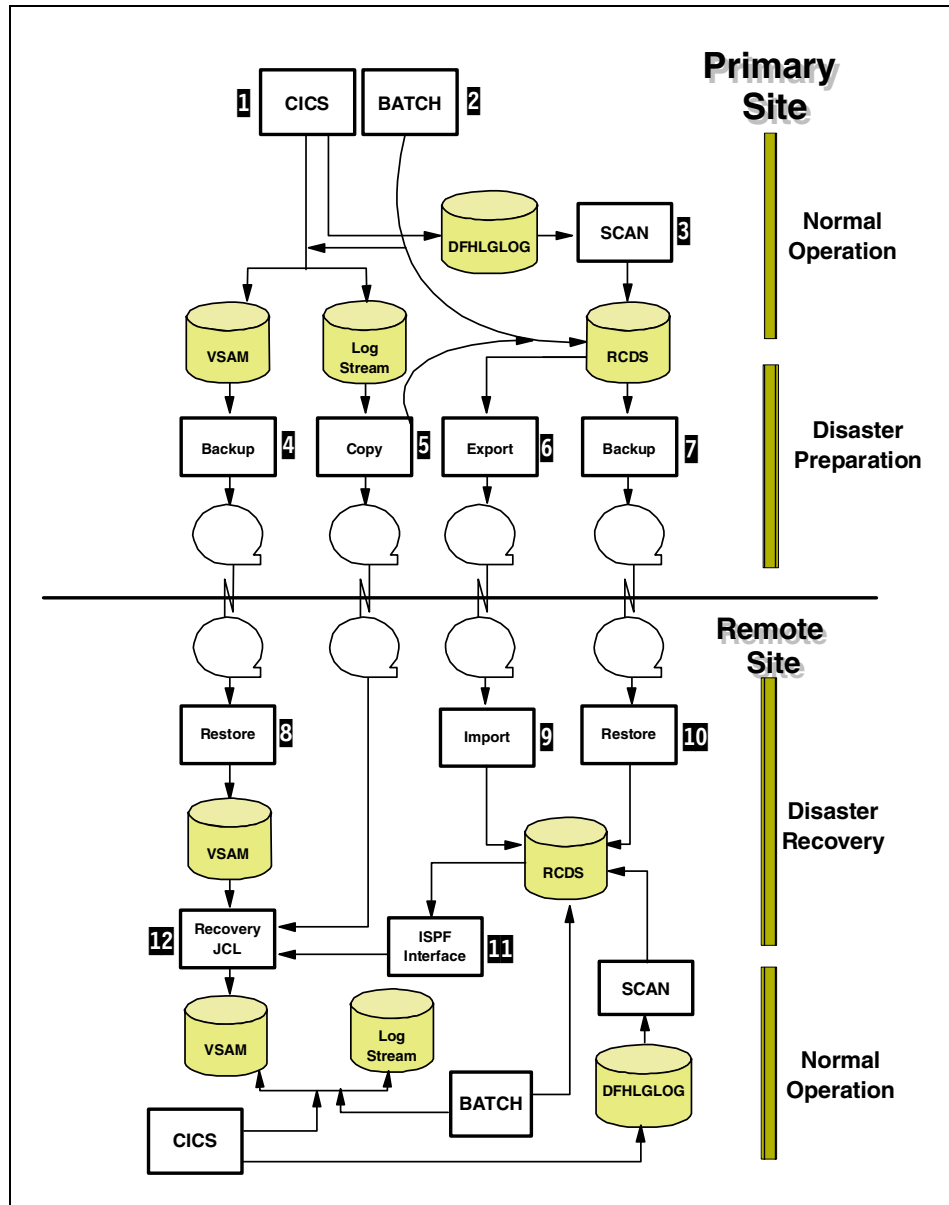 Primary
Site
1
CICS
BATCH
2
Normal
Operation
DFHLGLOG
SCAN
3
VSAM
Log
Stream
RCDS
Disaster
Preparation
Backup
4
Copy
5
Export
6
Backup
7
Remote
Site
Restore
8
Import
9
Restore
10
Disaster
Recovery
VSAM
RCDS
12
Recovery
JCL
ISPF
Interface
11
SCAN
Normal
Operation
VSAM
Log
Stream
DFHLGLOG
BATCH
CICS